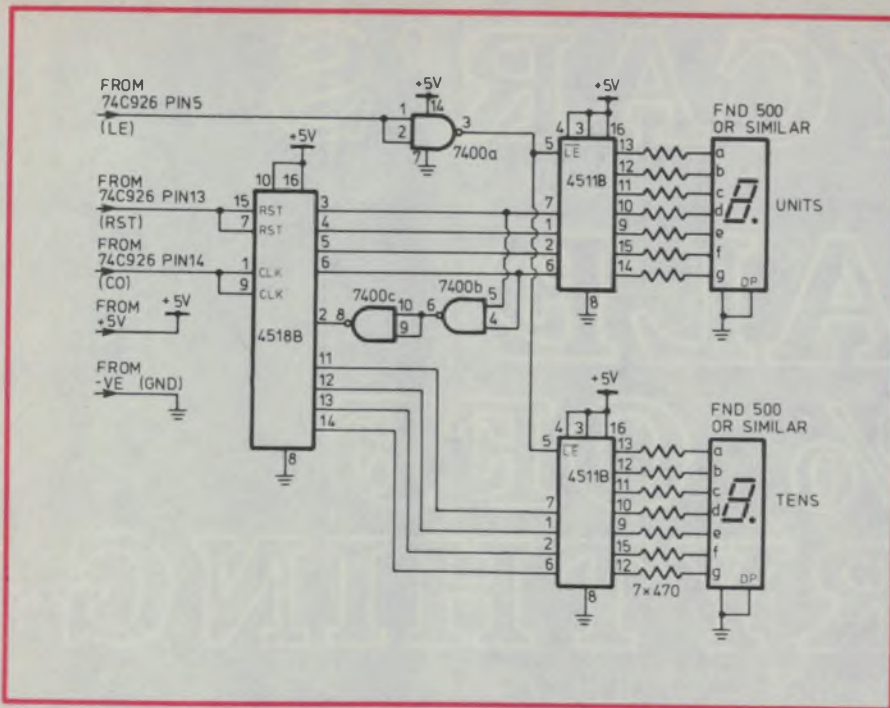 FROM
74C926 PIN5
(LE)
+5V
14
1
2
3
7
7400a
FROM
74C926 PIN13
(RST)
FROM
74C926 PIN14
(CO)
FROM
+5V
+5V
FROM
-VE (GND)
+5V
10 16
15 RST
7 RST
1 CLK
9 CLK
4518B
3
4
5
6
2
11
12
13
14
8
7400c
8
10
9
7400b
6
5
4
+5V
4 3 16
5 LE
4511B
7
1
2
6
13
12
11
10
9
15
14
8
FND 500
OR SIMILAR
a
b
c
d
e
f
g
8.
DP
UNITS
+5V
4 3 16
5 LE
4511B
7
1
2
6
13
12
11
10
9
15
12
8
7×470
FND 500
OR SIMILAR
a
b
c
d
e
f
g
8.
DP
TENS